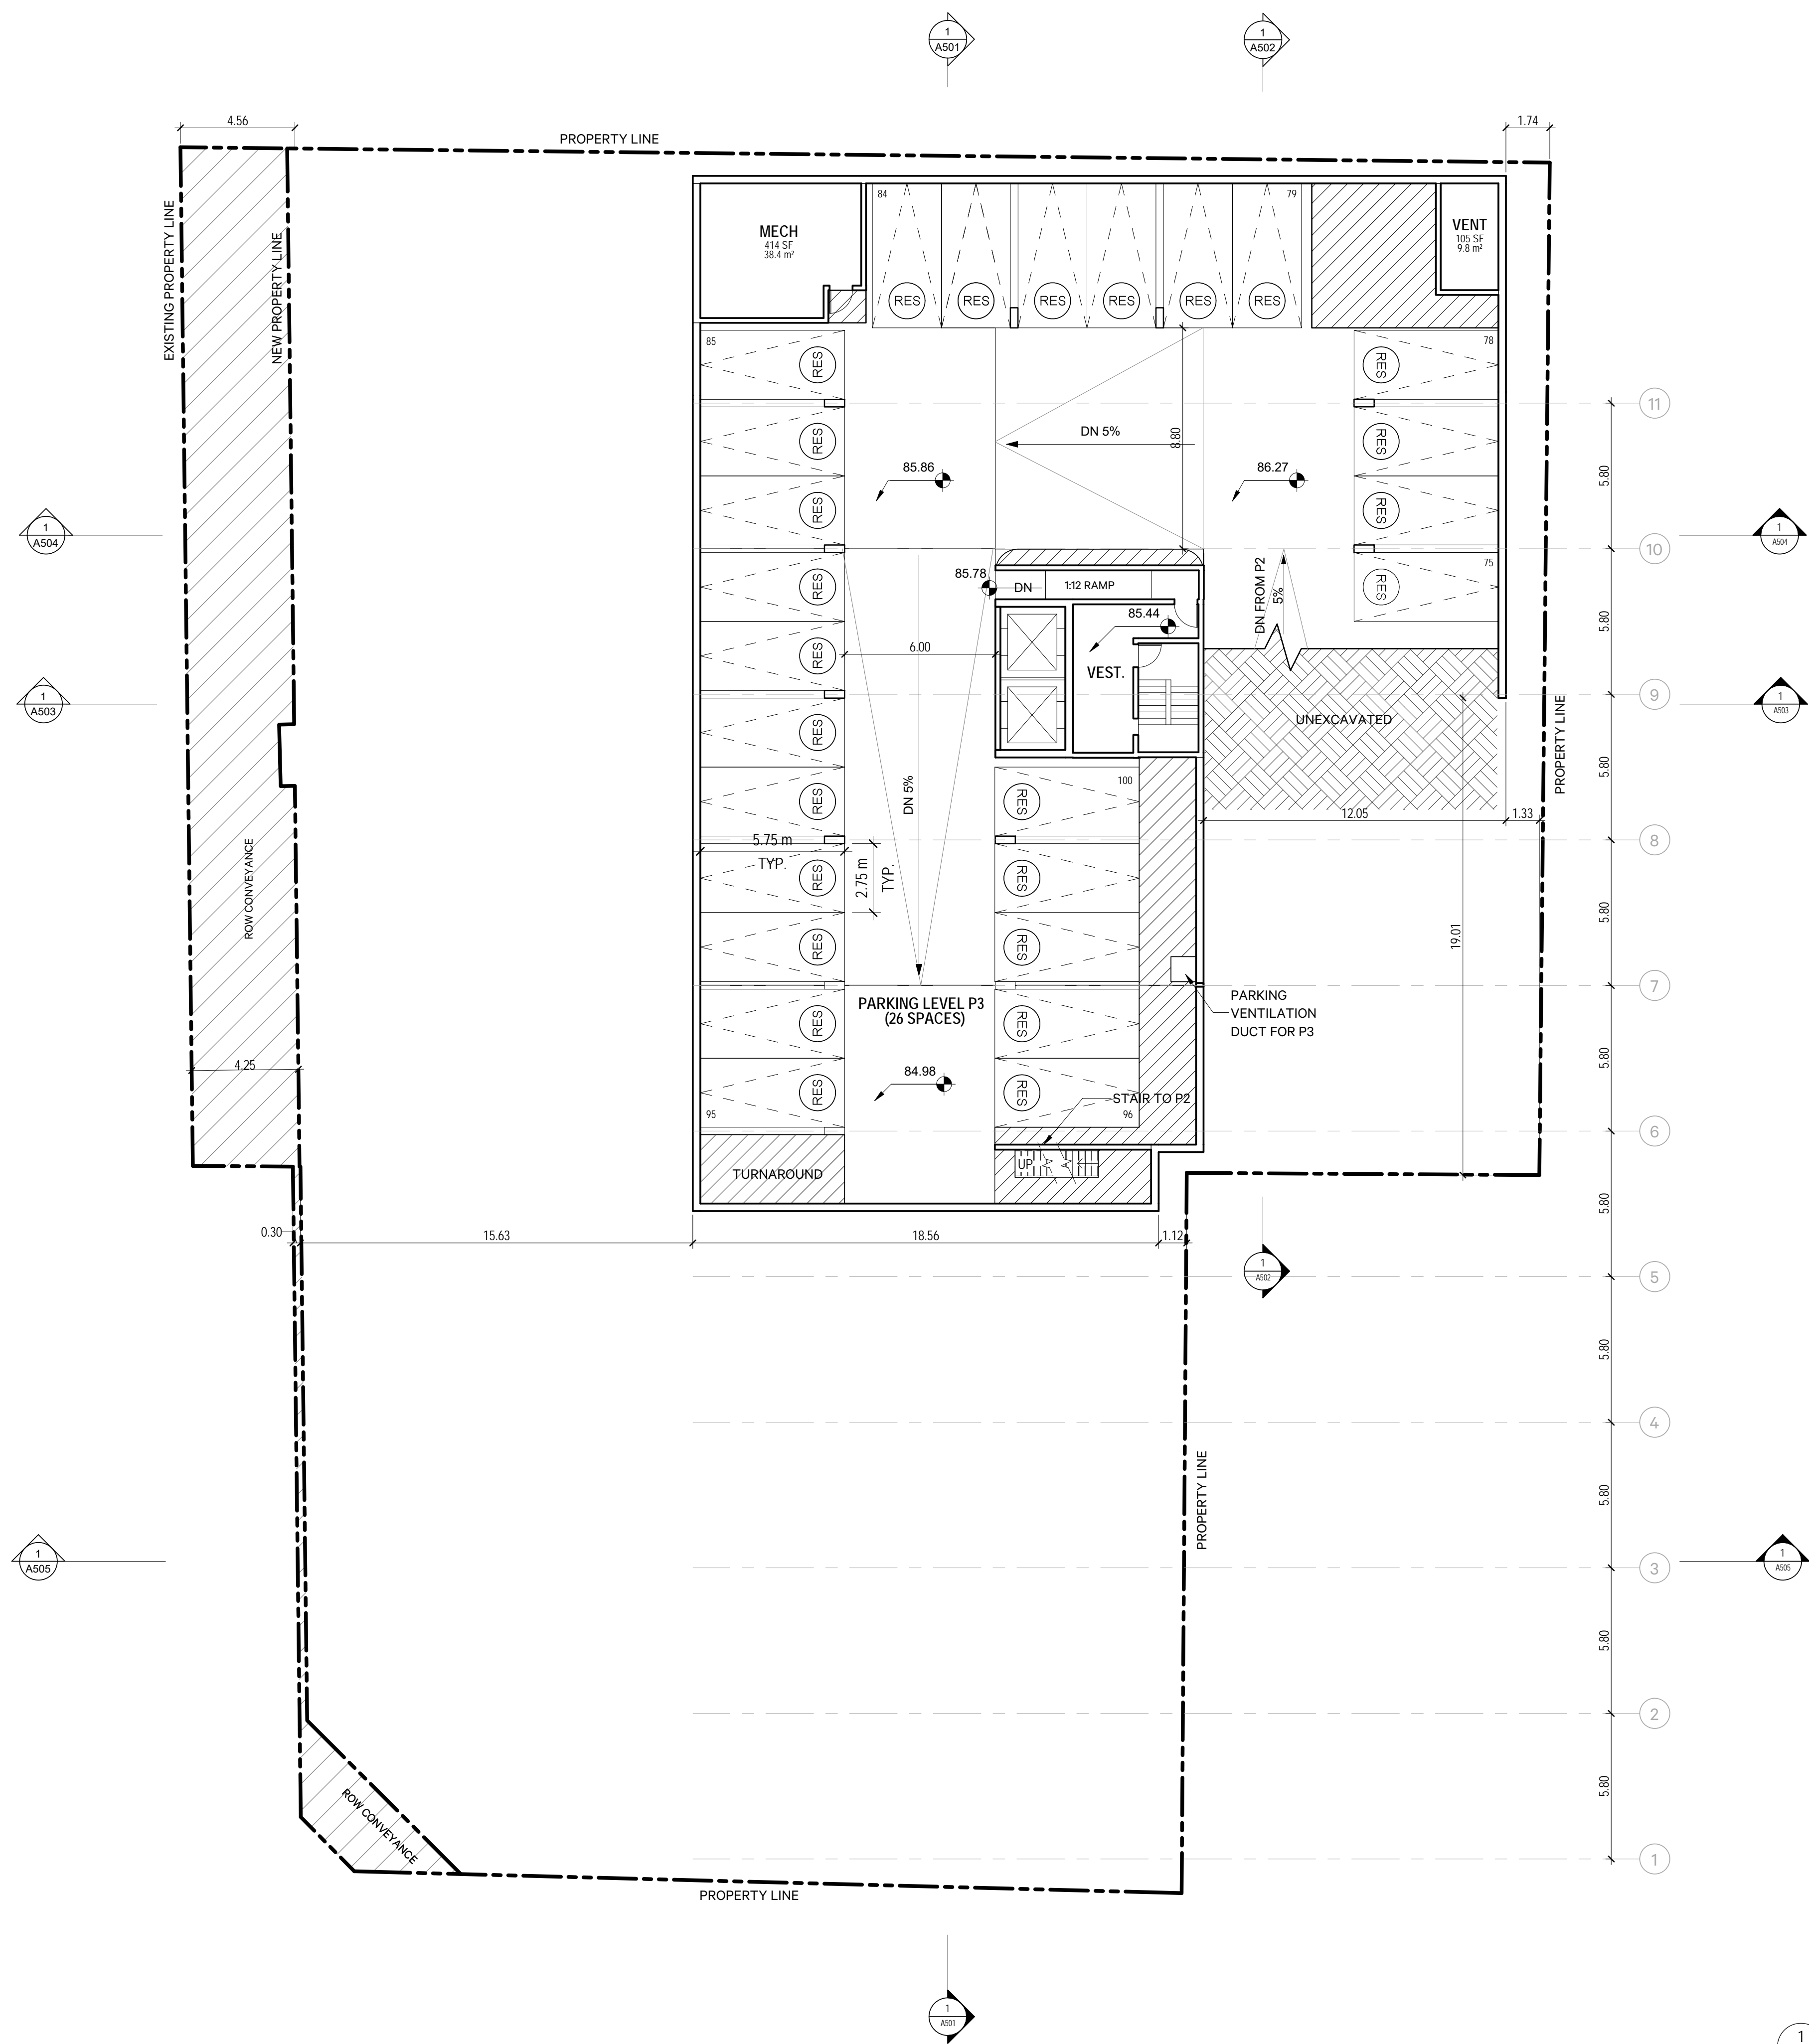 1
A501
1
A502
4.56
1.74
PROPERTY LINE
EXISTING PROPERTY LINE
NEW PROPERTY LINE
MECH
414 SF
38.4 m²
84
79
VENT
105 SF
9.8 m²
RES
RES
RES
RES
RES
RES
85
RES
78
RES
11
RES
RES
DN 5%
8.80
85.86
86.27
5.80
RES
RES
1
A504
1
A504
10
75
RES
RES
85.78
DN
1:12 RAMP
DN FROM P2
5%
85.44
5.80
6.00
RES
VEST.
9
1
A503
1
A503
RES
UNEXCAVATED
PROPERTY LINE
5.80
100
RES
RES
DN 5%
12.05
1.33
8
5.75 m
TYP.
2.75 m
TYP.
RES
RES
ROW CONVEYANCE
5.80
19.01
RES
RES
7
PARKING LEVEL P3
(26 SPACES)
PARKING
VENTILATION
DUCT FOR P3
RES
RES
5.80
4.25
84.98
RES
RES
STAIR TO P2
95
96
6
UP
TURNAROUND
5.80
0.30
15.63
18.56
1.12
1
A502
5
5.80
4
PROPERTY LINE
5.80
1
A505
1
A505
3
5.80
2
5.80
ROW CONVEYANCE
1
PROPERTY LINE
1
A501
1